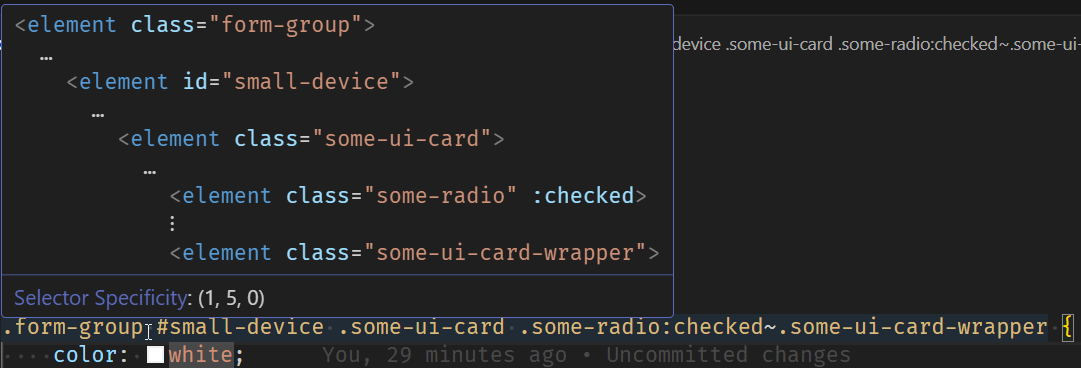 <element class="form-group">
…
<element id="small-device">
…
<element class="some-ui-card">
…
<element class="some-radio" :checked>
⋮
<element class="some-ui-card-wrapper">
Selector Specificity: (1, 5, 0)
device .some-ui-card .some-radio:checked~.some-ui-
.form-group #small-device .some-ui-card .some-radio:checked~.some-ui-card-wrapper {
color: white; You, 29 minutes ago • Uncommitted changes